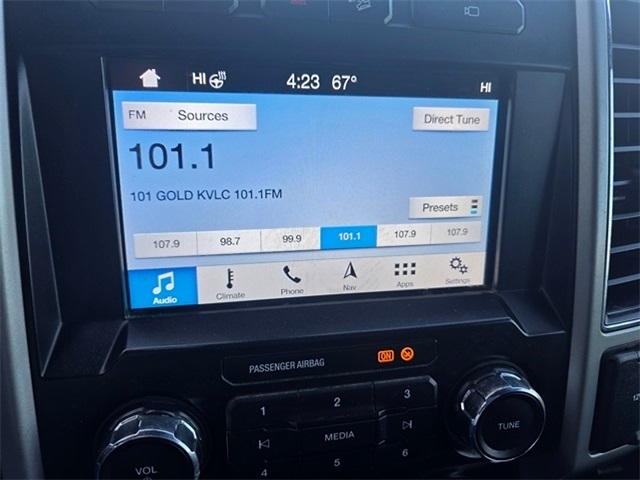 HI 4:23 67° HI
FM Sources Direct Tune
101.1
101 GOLD KVLC 101.1FM
Presets
107.9 98.7 99.9 101.1 107.9 107.9
Audio Climate Phone Nav Apps Settings
PASSENGER AIRBAG ON
1 2 3
MEDIA
4 5 6
VOL TUNE